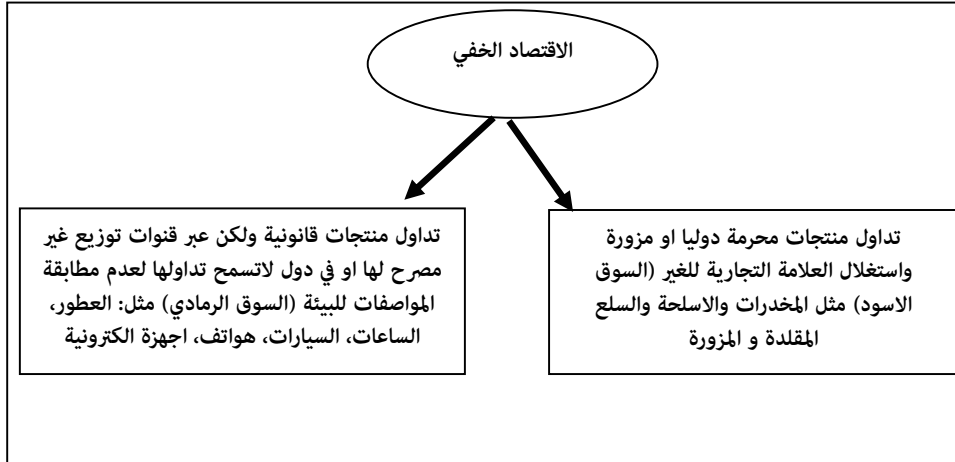 الاقتصاد الخفي
تداول منتجات محرمة دوليا او مزورة
واستغلال العلامة التجارية للغير (السوق
الاسود) مثل المخدرات والاسلحة والسلع
المقلدة و المزورة
تداول منتجات قانونية ولكن عبر قنوات توزيع غير
مصرح لها او في دول لاتسمح تداولها لعدم مطابقة
المواصفات للبيئة (السوق الرمادي) مثل: العطور،
الساعات، السيارات، هواتف، اجهزة الكترونية